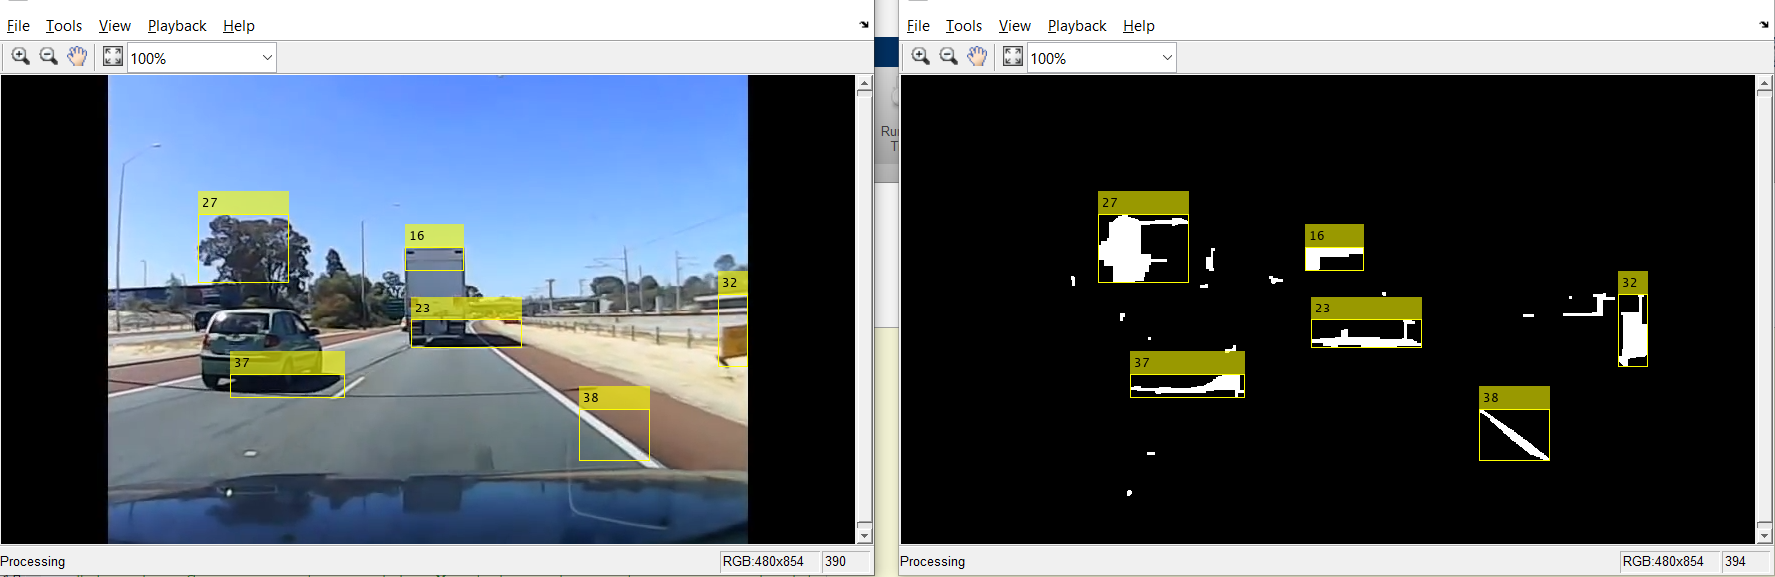 File Tools View Playback Help
100%
27
16
32
23
37
38
Processing RGB:480x854 390
Ru
T
File Tools View Playback Help
100%
27
16
32
23
37
38
Processing RGB:480x854 394